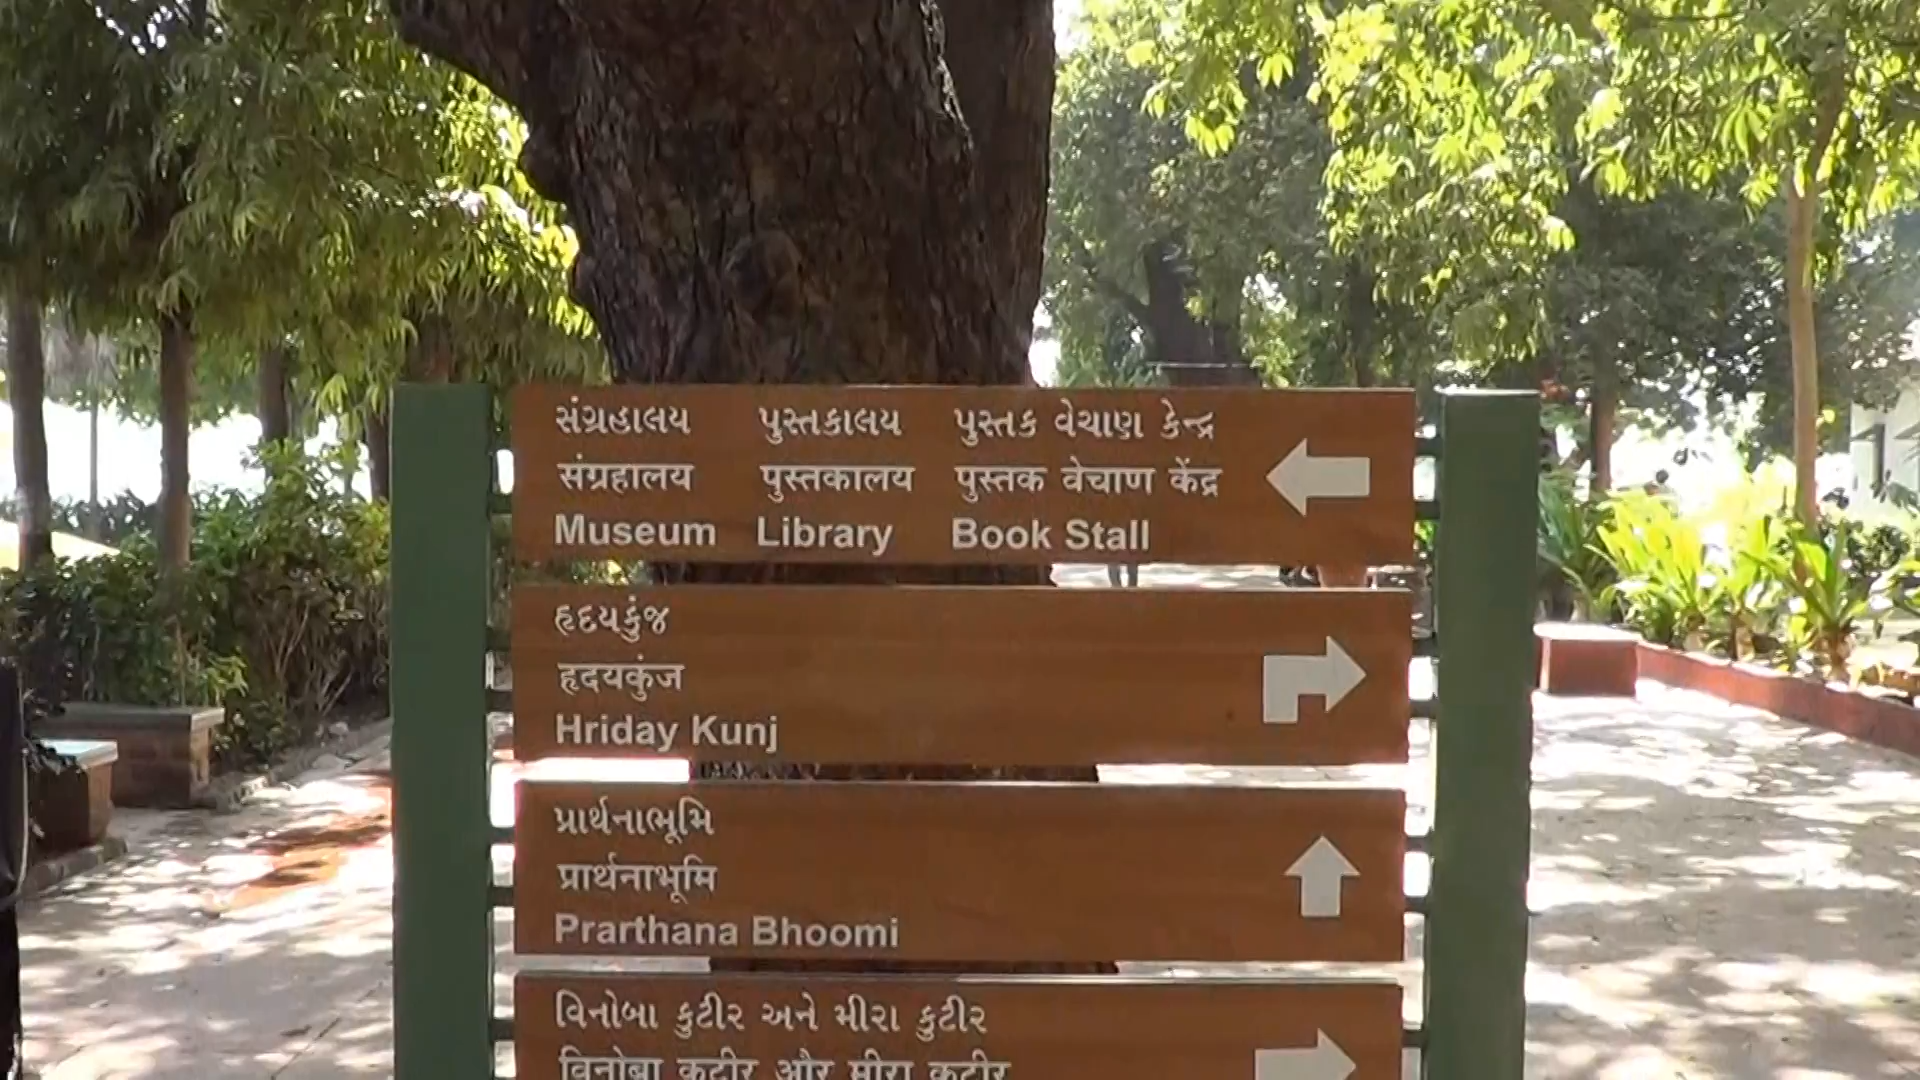 સંગ્રહાલય પુસ્તકાલય પુસ્તક વેચાણ કેન્દ્ર
संग्रहालय पुस्तकालय पुस्तक वेचाण केंद्र
Museum Library Book Stall
હૃદયકુંજ
हृदयकुंज
Hriday Kunj
પ્રાર્થનાભૂમિ
प्रार्थनाभूमि
Prarthana Bhoomi
વિનોબા કુટીર અને મીરા કુટીર
विनोबा कुटीर और मीरा कुटीर